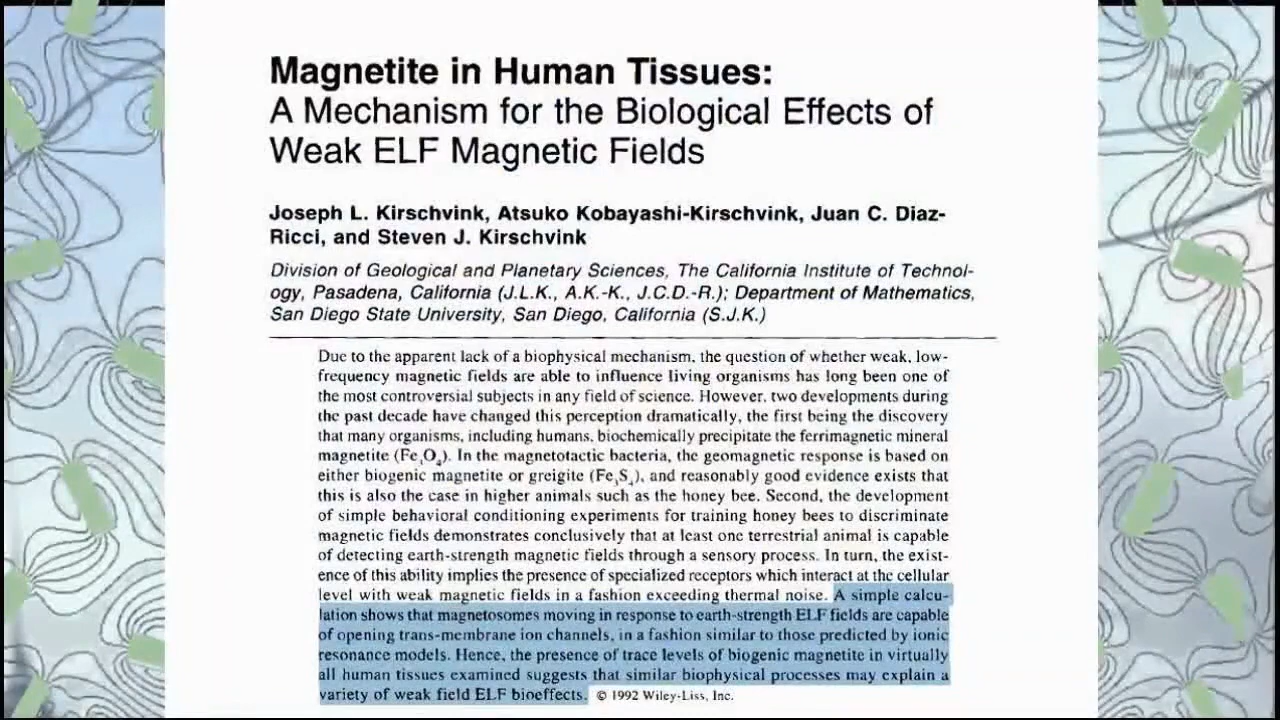 Magnetite in Human Tissues:
A Mechanism for the Biological Effects of
Weak ELF Magnetic Fields
Joseph L. Kirschvink, Atsuko Kobayashi-Kirschvink, Juan C. Diaz-
Ricci, and Steven J. Kirschvink
Division of Geological and Planetary Sciences, The California Institute of Technol-
ogy, Pasadena, California (J.L.K., A.K.-K., J.C.D.-R.); Department of Mathematics,
San Diego State University, San Diego, California (S.J.K.)
Due to the apparent lack of a biophysical mechanism, the question of whether weak, low-
frequency magnetic fields are able to influence living organisms has long been one of
the most controversial subjects in any field of science. However, two developments during
the past decade have changed this perception dramatically, the first being the discovery
that many organisms, including humans, biochemically precipitate the ferrimagnetic mineral
magnetite (Fe₃O₄). In the magnetotactic bacteria, the geomagnetic response is based on
either biogenic magnetite or greigite (Fe₃S₄), and reasonably good evidence exists that
this is also the case in higher animals such as the honey bee. Second, the development
of simple behavioral conditioning experiments for training honey bees to discriminate
magnetic fields demonstrates conclusively that at least one terrestrial animal is capable
of detecting earth-strength magnetic fields through a sensory process. In turn, the exist-
ence of this ability implies the presence of specialized receptors which interact at the cellular
level with weak magnetic fields in a fashion exceeding thermal noise. A simple calcu-
lation shows that magnetosomes moving in response to earth-strength ELF fields are capable
of opening trans-membrane ion channels, in a fashion similar to those predicted by ionic
resonance models. Hence, the presence of trace levels of biogenic magnetite in virtually
all human tissues examined suggests that similar biophysical processes may explain a
variety of weak field ELF bioeffects. © 1992 Wiley-Liss, Inc.